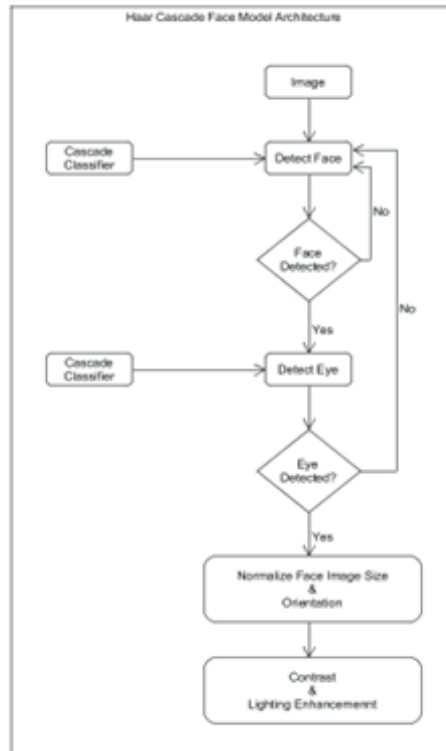 Haar Cascade Face Model Architecture
Image
Cascade
Classifier
Detect Face
No
Face
Detected?
No
Yes
Cascade
Classifier
Detect Eye
Eye
Detected?
Yes
Normalize Face Image Size
&
Orientation
Contrast
&
Lighting Enhancemennt